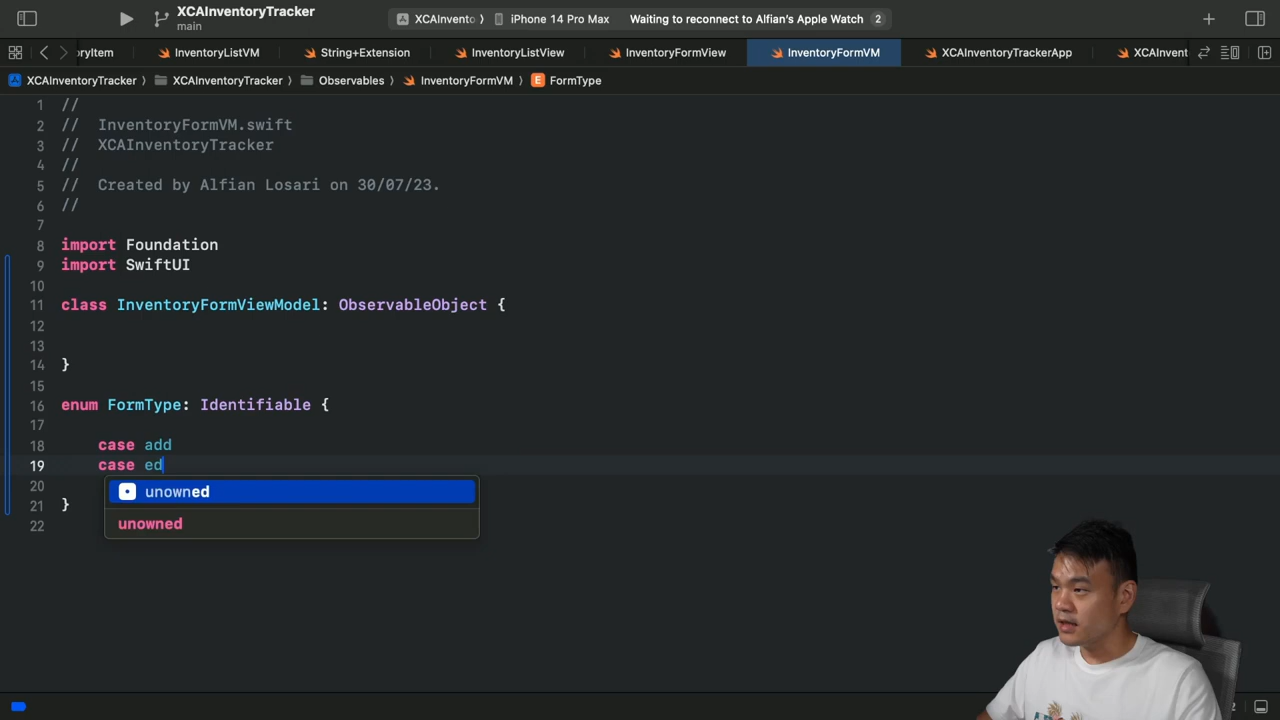 XCAInventoryTracker
main
XCAInvento 〉 iPhone 14 Pro Max Waiting to reconnect to Alfian's Apple Watch 2
ryItem InventoryListVM String+Extension InventoryListView InventoryFormView InventoryFormVM XCAInventoryTrackerApp XCAInvent
XCAInventoryTracker 〉 XCAInventoryTracker 〉 Observables 〉 InventoryFormVM 〉 E FormType
1 //
2 // InventoryFormVM.swift
3 // XCAInventoryTracker
4 //
5 // Created by Alfian Losari on 30/07/23.
6 //
7
8 import Foundation
9 import SwiftUI
10
11 class InventoryFormViewModel: ObservableObject {
12
13
14 }
15
16 enum FormType: Identifiable {
17
18 case add
19 case ed
20
21 }
22
unowned
unowned